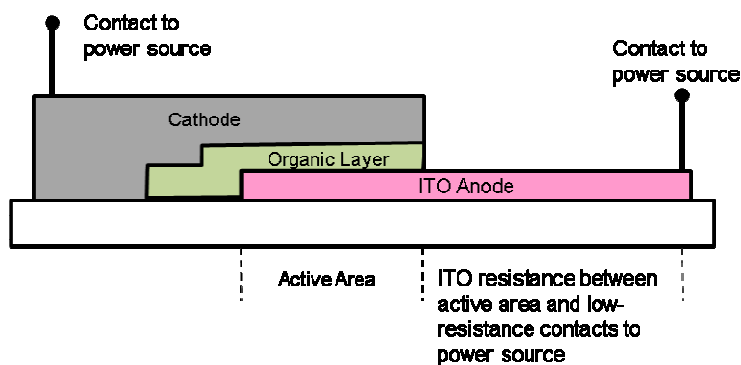 Contact to
power source
Contact to
power source
Cathode
Organic Layer
ITO Anode
Active Area
ITO resistance between
active area and low-
resistance contacts to
power source